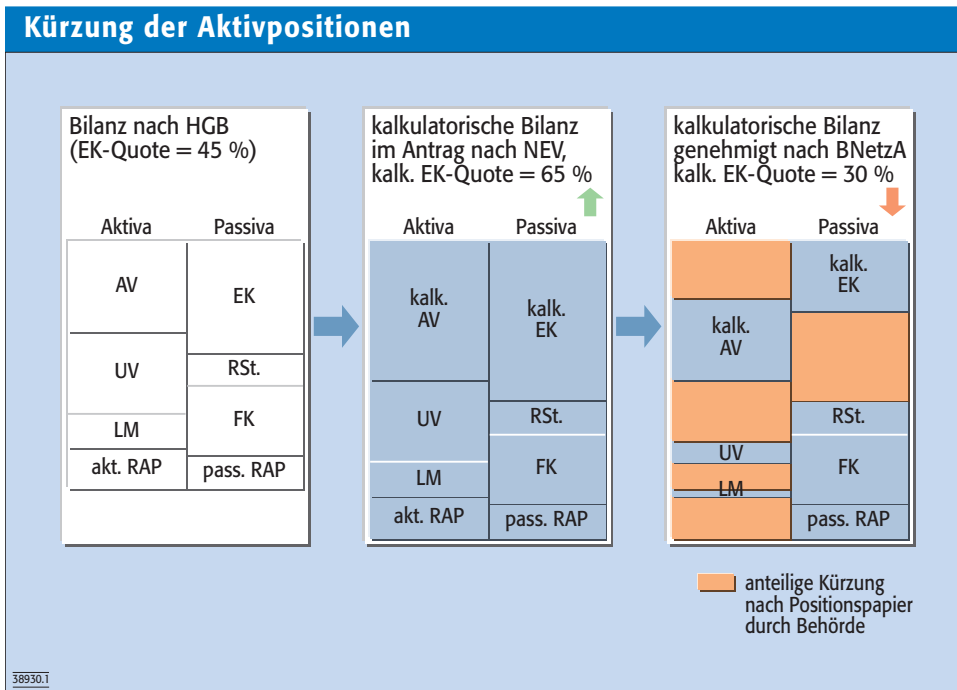 Kürzung der Aktivpositionen
Bilanz nach HGB
(EK-Quote = 45 %)
Aktiva Passiva
AV
EK
UV
RSt.
FK
LM
akt. RAP
pass. RAP
kalkulatorische Bilanz
im Antrag nach NEV,
kalk. EK-Quote = 65 %
Aktiva Passiva
kalk.
AV
kalk.
EK
UV
RSt.
LM
FK
akt. RAP
pass. RAP
kalkulatorische Bilanz
genehmigt nach BNetzA
kalk. EK-Quote = 30 %
Aktiva Passiva
kalk.
EK
kalk.
AV
RSt.
UV
FK
LM
pass. RAP
anteilige Kürzung
nach Positionspapier
durch Behörde
38930.1